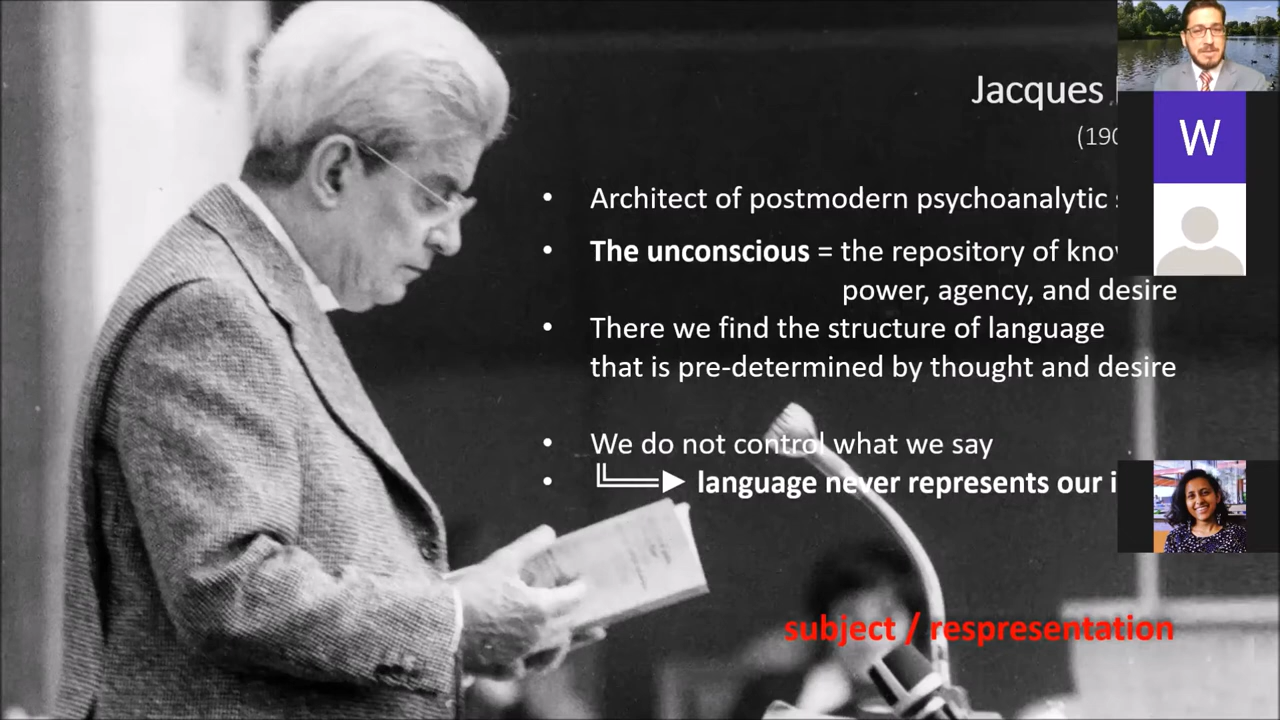 Jacques
(190
• Architect of postmodern psychoanalytic
• The unconscious = the repository of
power, agency, and desire
• There we find the structure of language
that is pre-determined by thought and desire
• We do not control what we say
• language never represents our
subject / respresentation
W